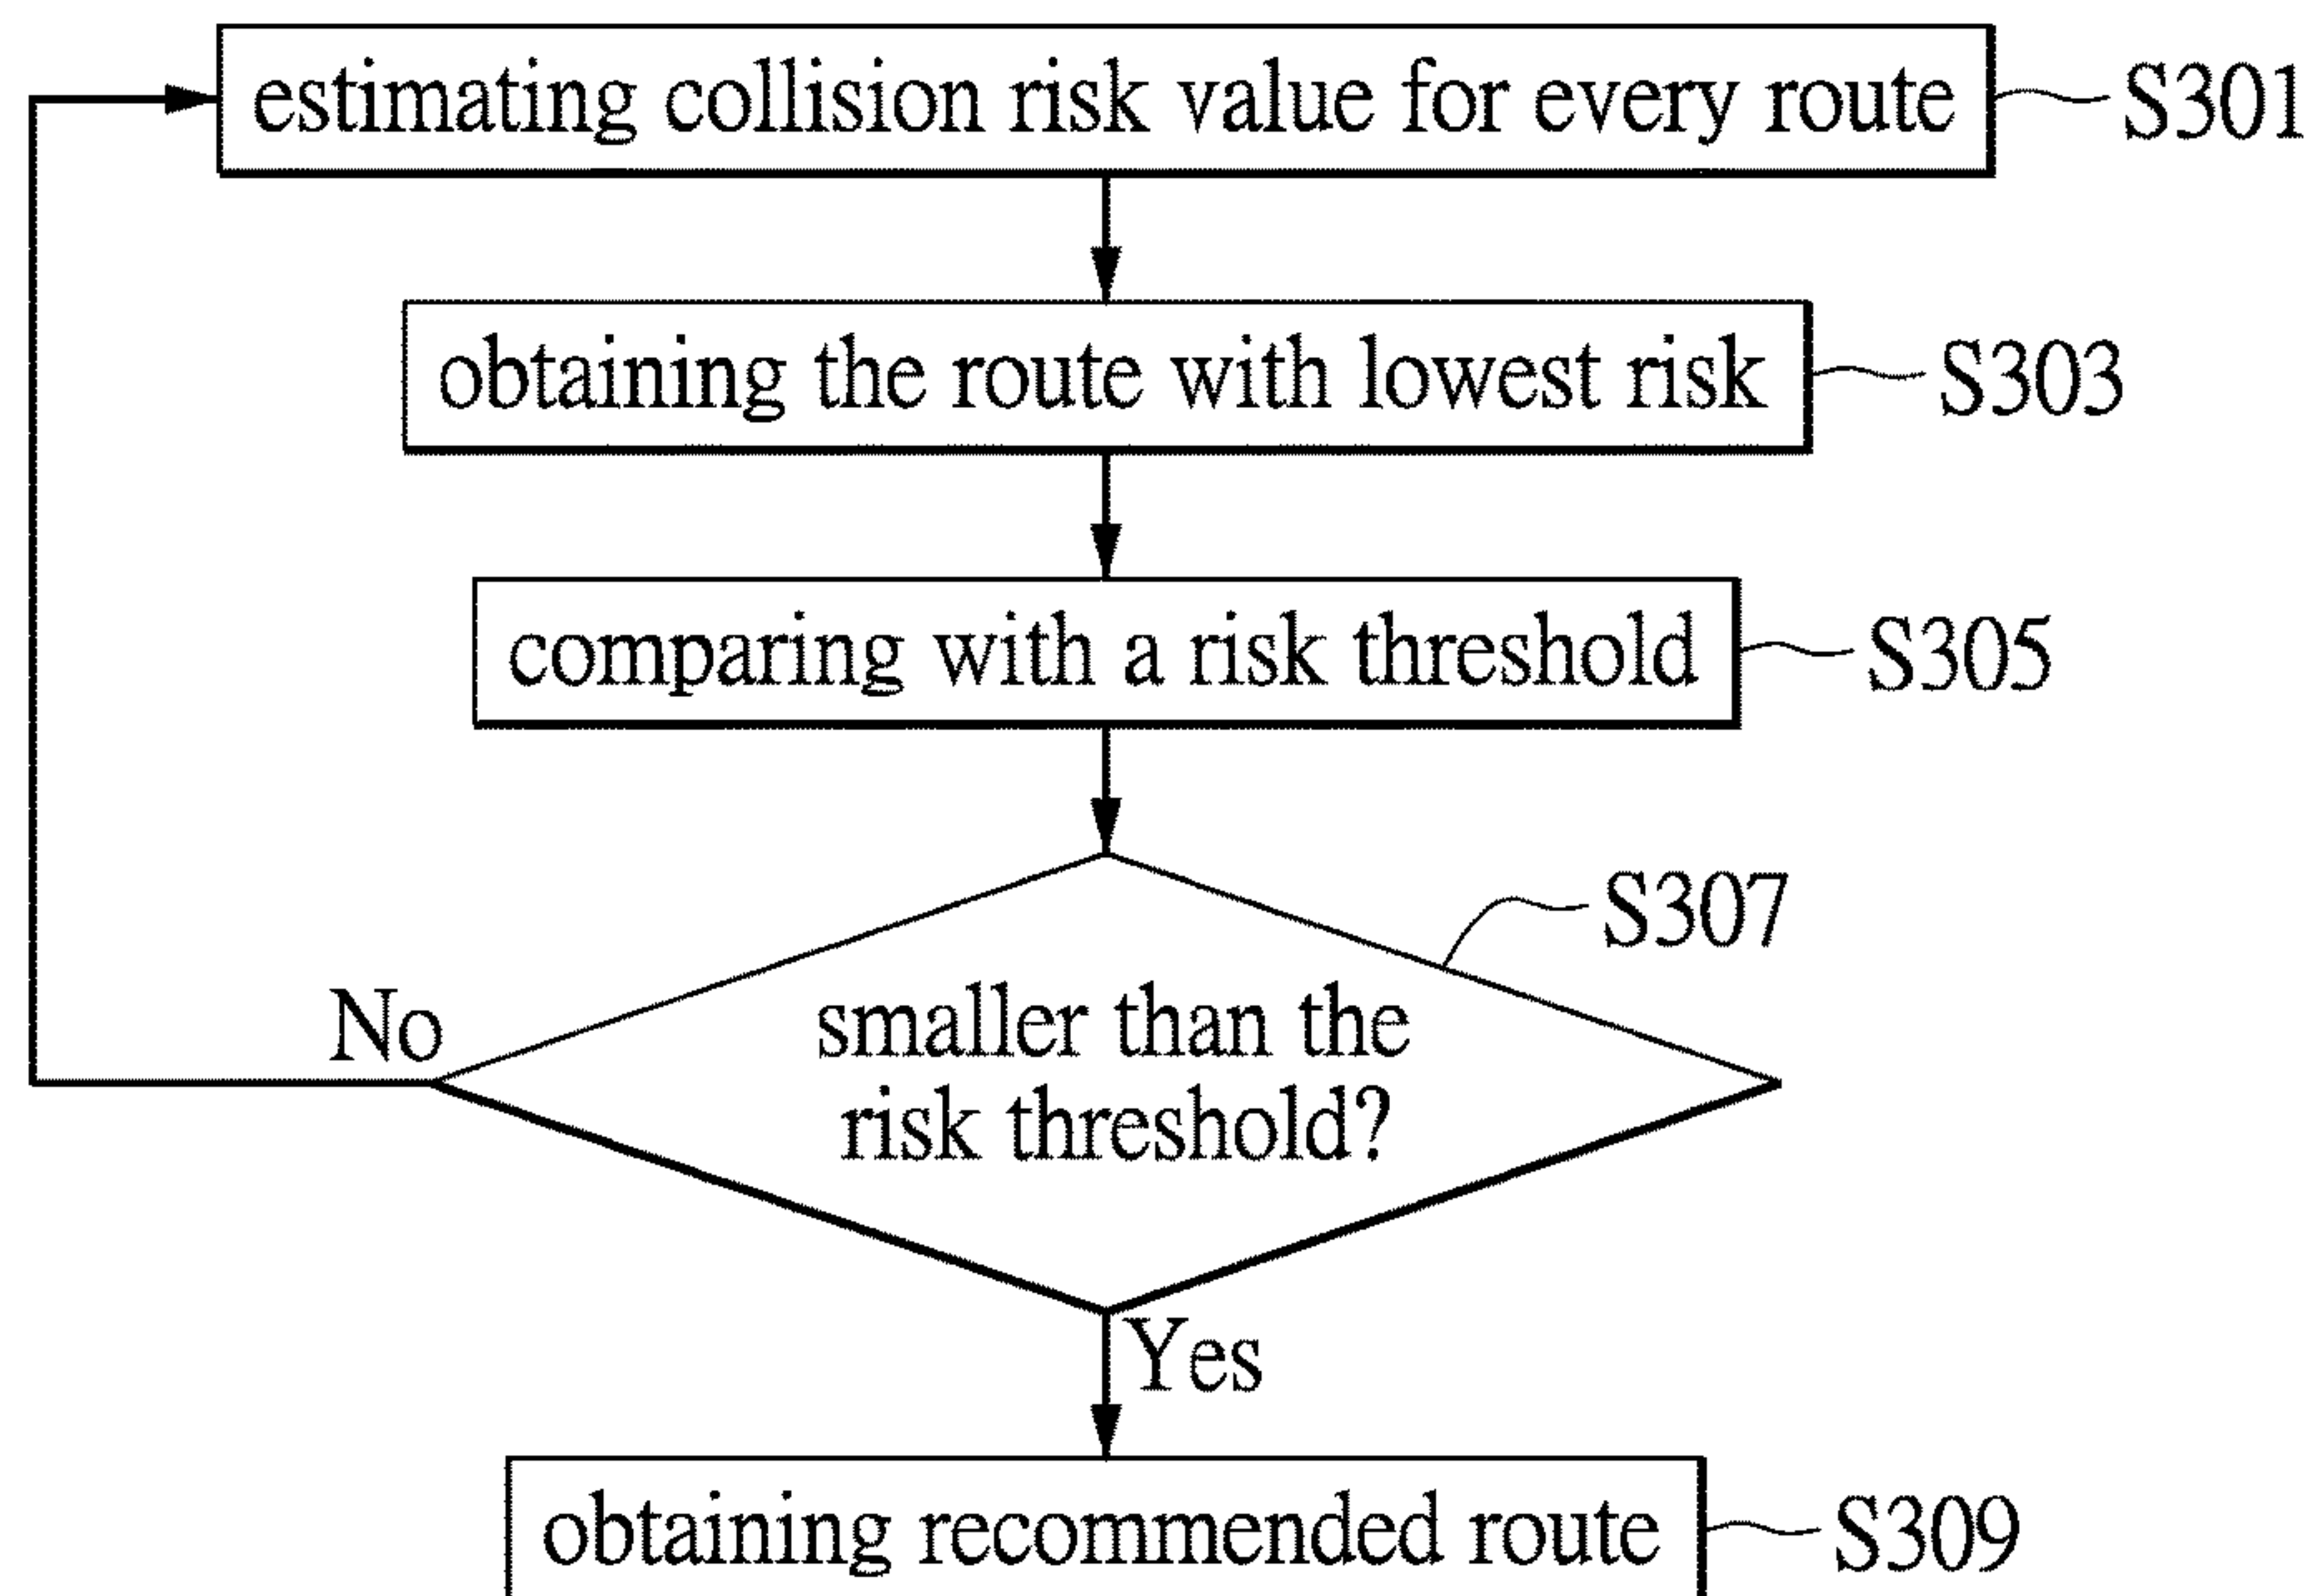 estimating collision risk value for every route S301
obtaining the route with lowest risk S303
comparing with a risk threshold S305
S307
No
smaller than the
risk threshold?
Yes
obtaining recommended route S309